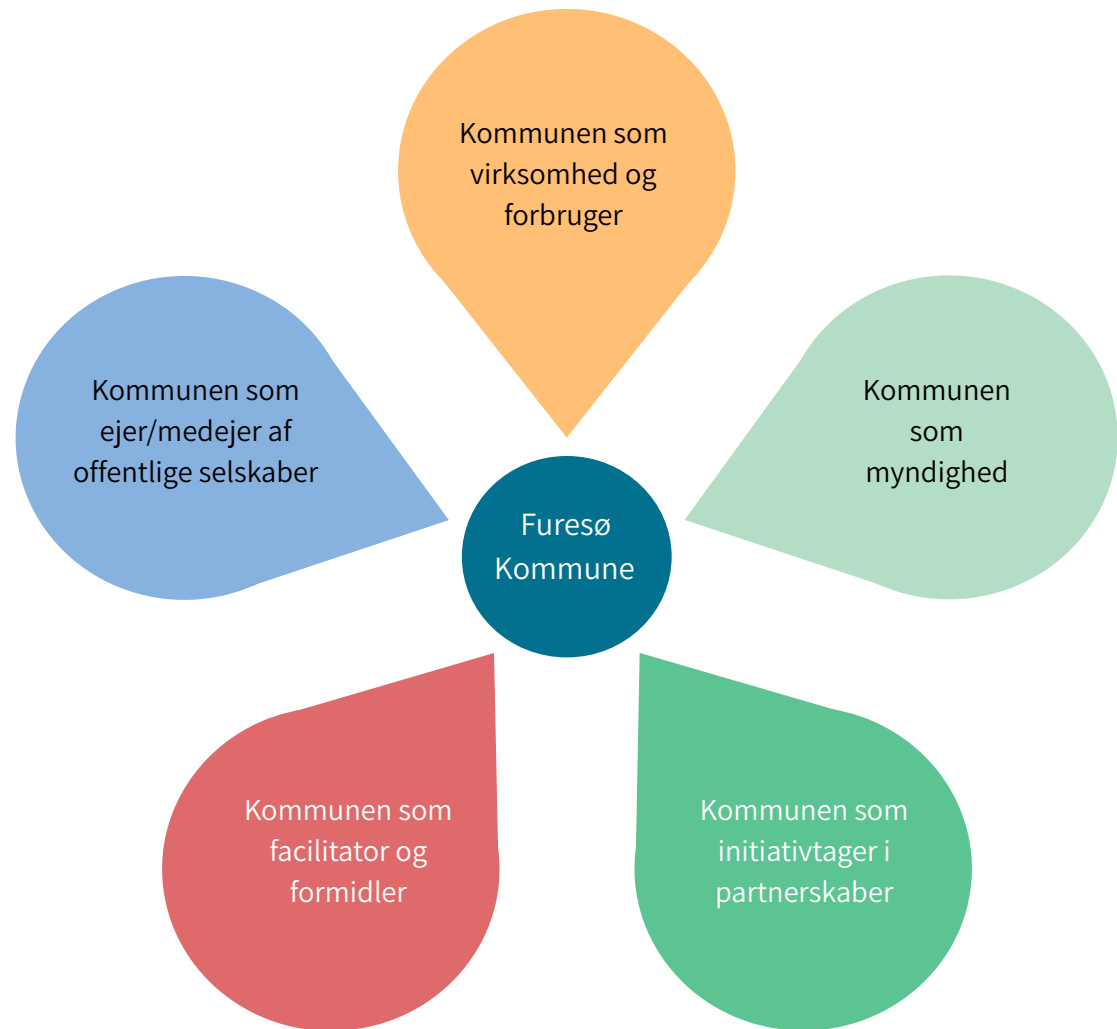 Kommunen som
virksomhed og
forbruger
Kommunen som
ejer/medejer af
offentlige selskaber
Kommunen
som
myndighed
Furesø
Kommune
Kommunen som
facilitator og
formidler
Kommunen som
initiativtager i
partnerskaber